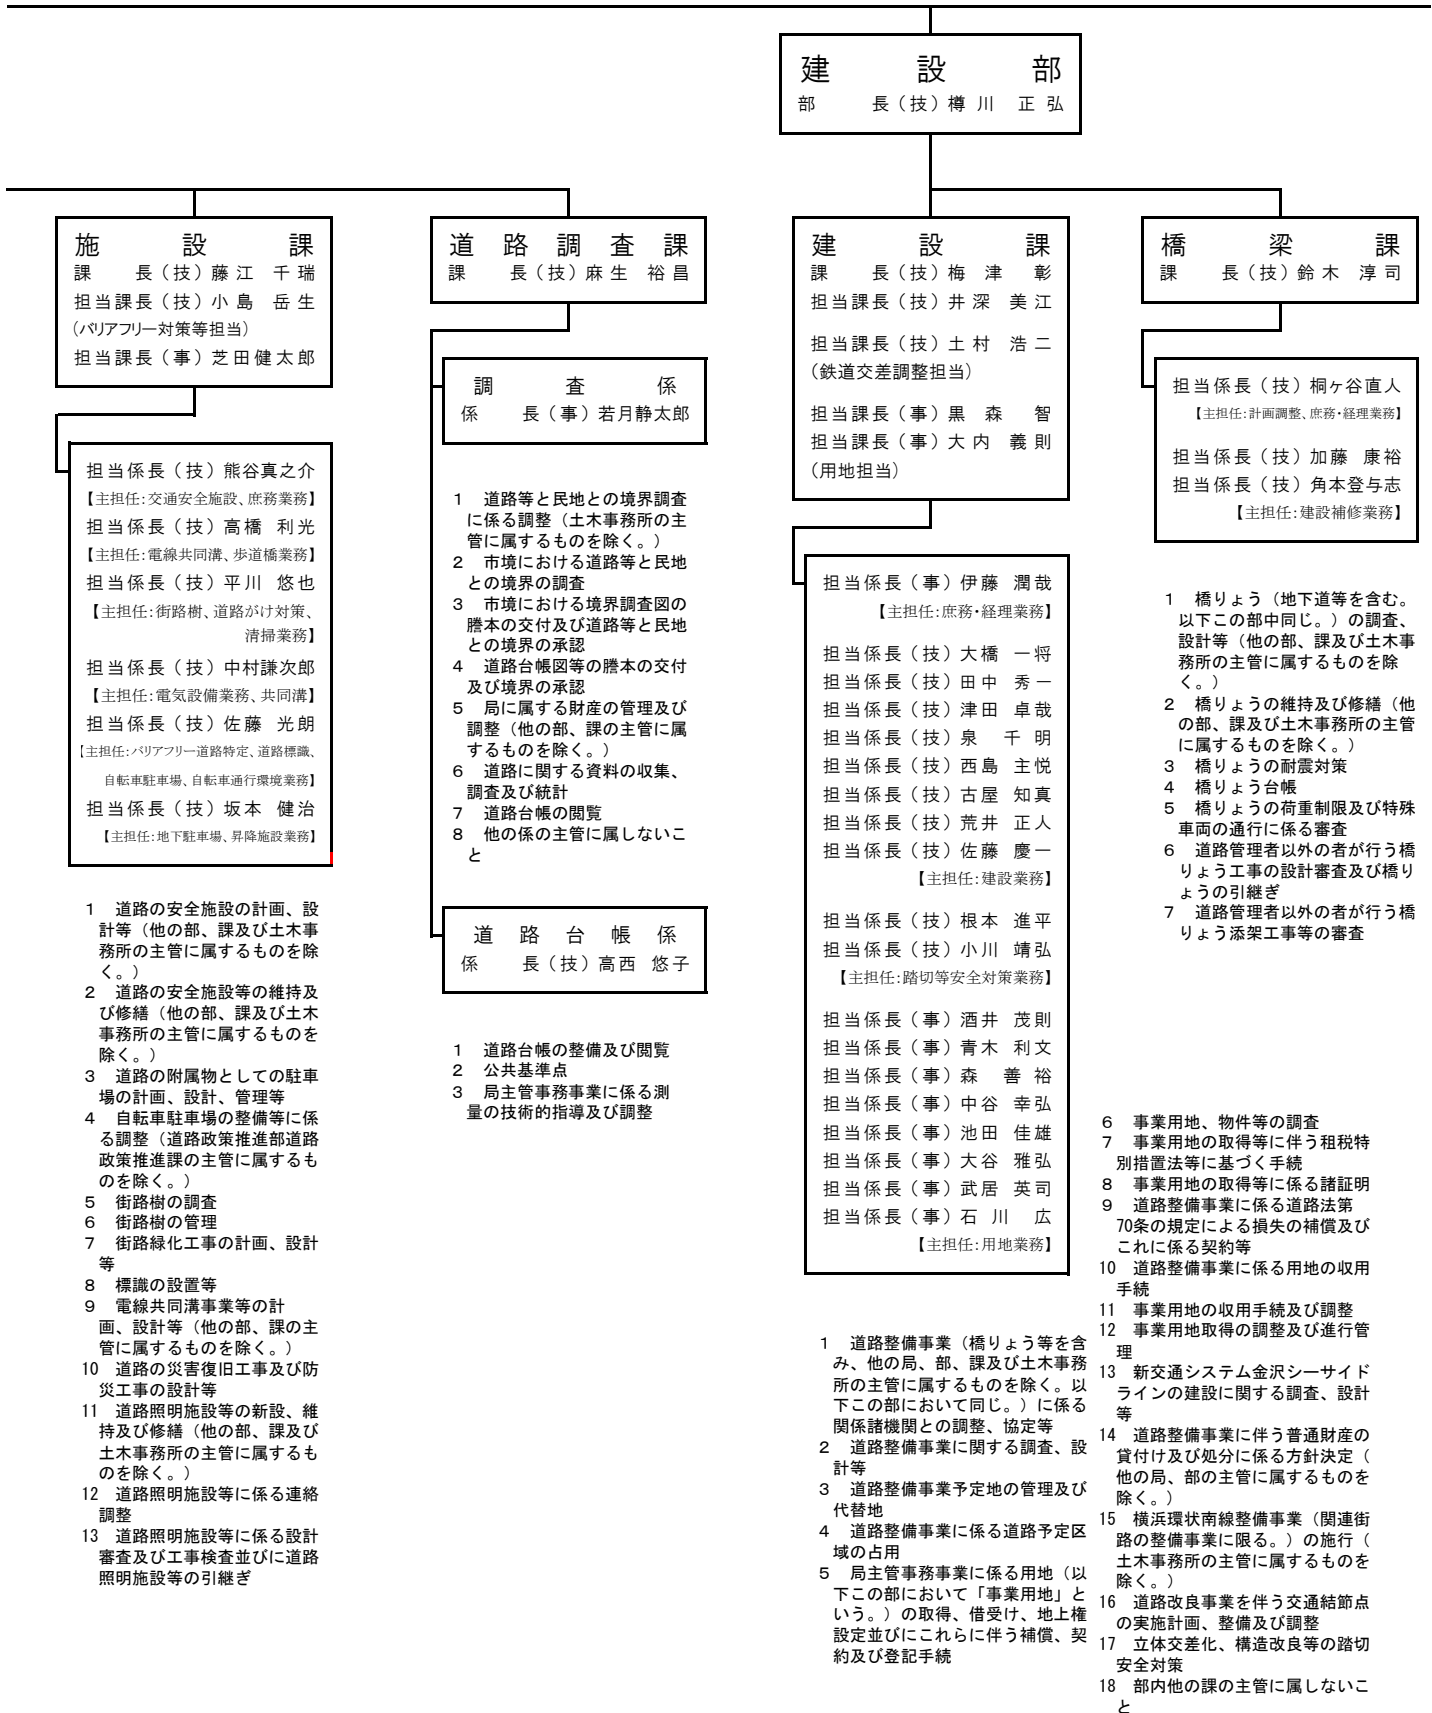 建設部
部　長（技）樽川　正弘
施設課
課　長（技）藤江　千瑞
担当課長（技）小島　岳生
（バリアフリー対策等担当）
担当課長（事）芝田健太郎
担当係長（技）熊谷真之介
【主担任:交通安全施設、庶務業務】
担当係長（技）高橋　利光
【主担任:電線共同溝、歩道橋業務】
担当係長（技）平川　悠也
【主担任:街路樹、道路がけ対策、
清掃業務】
担当係長（技）中村謙次郎
【主担任:電気設備業務、共同溝】
担当係長（技）佐藤　光朗
【主担任:バリアフリー道路特定、道路標識、
自転車駐車場、自転車通行環境業務】
担当係長（技）坂本　健治
【主担任:地下駐車場、昇降施設業務】
1　道路の安全施設の計画、設
計等（他の部、課及び土木事
務所の主管に属するものを除
く。）
2　道路の安全施設等の維持及
び修繕（他の部、課及び土木
事務所の主管に属するものを
除く。）
3　道路の附属物としての駐車
場の計画、設計、管理等
4　自転車駐車場の整備等に係
る調整（道路政策推進部道路
政策推進課の主管に属するも
のを除く。）
5　街路樹の調査
6　街路樹の管理
7　街路緑化工事の計画、設計
等
8　標識の設置等
9　電線共同溝事業等の計
画、設計等（他の部、課の主
管に属するものを除く。）
10　道路の災害復旧工事及び防
災工事の設計等
11　道路照明施設等の新設、維
持及び修繕（他の部、課及び
土木事務所の主管に属するも
のを除く。）
12　道路照明施設等に係る連絡
調整
13　道路照明施設等に係る設計
審査及び工事検査並びに道路
照明施設等の引継ぎ
道路調査課
課　長（技）麻生　裕昌
調査係
係　長（事）若月静太郎
1　道路等と民地との境界調査
に係る調整（土木事務所の主
管に属するものを除く。）
2　市境における道路等と民地
との境界の調査
3　市境における境界調査図の
謄本の交付及び道路等と民地
との境界の承認
4　道路台帳図等の謄本の交付
及び境界の承認
5　局に属する財産の管理及び
調整（他の部、課の主管に属
するものを除く。）
6　道路に関する資料の収集、
調査及び統計
7　道路台帳の閲覧
8　他の係の主管に属しないこ
と
道路台帳係
係　長（技）高西　悠子
1　道路台帳の整備及び閲覧
2　公共基準点
3　局主管事務事業に係る測
量の技術的指導及び調整
建設課
課　長（技）梅津　彰
担当課長（技）井深　美江
担当課長（技）土村　浩二
（鉄道交差調整担当）
担当課長（事）黒森　智
担当課長（事）大内　義則
（用地担当）
担当係長（事）伊藤　潤哉
【主担任:庶務・経理業務】
担当係長（技）大橋　一将
担当係長（技）田中　秀一
担当係長（技）津田　卓哉
担当係長（技）泉　千明
担当係長（技）西島　主悦
担当係長（技）古屋　知真
担当係長（技）荒井　正人
担当係長（技）佐藤　慶一
【主担任:建設業務】
担当係長（技）根本　進平
担当係長（技）小川　靖弘
【主担任:踏切等安全対策業務】
担当係長（事）酒井　茂則
担当係長（事）青木　利文
担当係長（事）森　善裕
担当係長（事）中谷　幸弘
担当係長（事）池田　佳雄
担当係長（事）大谷　雅弘
担当係長（事）武居　英司
担当係長（事）石川　広
【主担任:用地業務】
1　道路整備事業（橋りょう等を含
み、他の局、部、課及び土木事務
所の主管に属するものを除く。以
下この部において同じ。）に係る
関係諸機関との調整、協定等
2　道路整備事業に関する調査、設
計等
3　道路整備事業予定地の管理及び
代替地
4　道路整備事業に係る道路予定区
域の占用
5　局主管事務事業に係る用地（以
下この部において「事業用地」と
いう。）の取得、借受け、地上権
設定並びにこれらに伴う補償、契
約及び登記手続
6　事業用地、物件等の調査
7　事業用地の取得等に伴う租税特
別措置法等に基づく手続
8　事業用地の取得等に係る諸証明
9　道路整備事業に係る道路法第
70条の規定による損失の補償及び
これに係る契約等
10　道路整備事業に係る用地の収用
手続
11　事業用地の収用手続及び調整
12　事業用地取得の調整及び進行管
理
13　新交通システム金沢シーサイド
ラインの建設に関する調査、設計
等
14　道路整備事業に伴う普通財産の
貸付け及び処分に係る方針決定（
他の局、部の主管に属するものを
除く。）
15　横浜環状南線整備事業（関連街
路の整備事業に限る。）の施行（
土木事務所の主管に属するものを
除く。）
16　道路改良事業を伴う交通結節点
の実施計画、整備及び調整
17　立体交差化、構造改良等の踏切
安全対策
18　部内他の課の主管に属しないこ
と
橋梁課
課　長（技）鈴木　淳司
担当係長（技）桐ヶ谷直人
【主担任:計画調整、庶務・経理業務】
担当係長（技）加藤　康裕
担当係長（技）角本登与志
【主担任:建設補修業務】
1　橋りょう（地下道等を含む。
以下この部中同じ。）の調査、
設計等（他の部、課及び土木事
務所の主管に属するものを除
く。）
2　橋りょうの維持及び修繕（他
の部、課及び土木事務所の主管
に属するものを除く。）
3　橋りょうの耐震対策
4　橋りょう台帳
5　橋りょうの荷重制限及び特殊
車両の通行に係る審査
6　道路管理者以外の者が行う橋
りょう工事の設計審査及び橋り
ょうの引継ぎ
7　道路管理者以外の者が行う橋
りょう添架工事等の審査